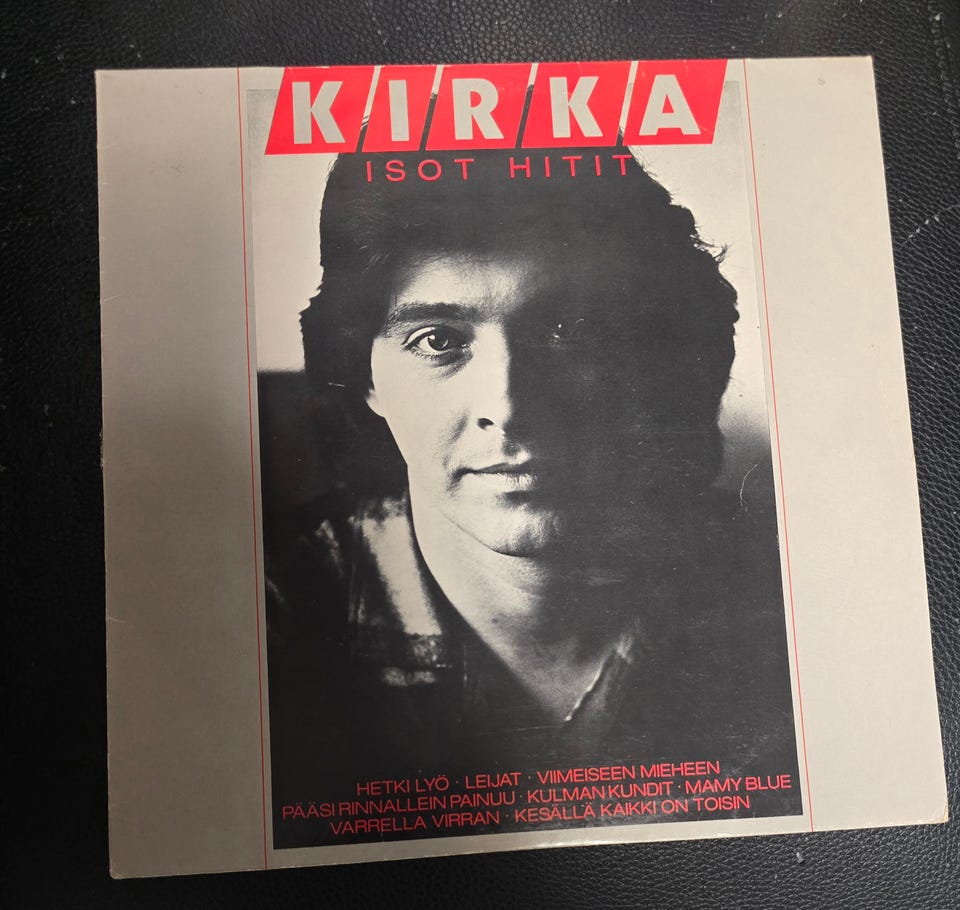 KIRKA
ISOT HITIT
HETKI LYÖ · LEIJAT · VIIMEISEEN MIEHEEN
PÄÄSI RINNALLEIN PAINUU · KULMAN KUNDIT · MAMY BLUE
VARRELLA VIRRAN · KESÄLLÄ KAIKKI ON TOISIN